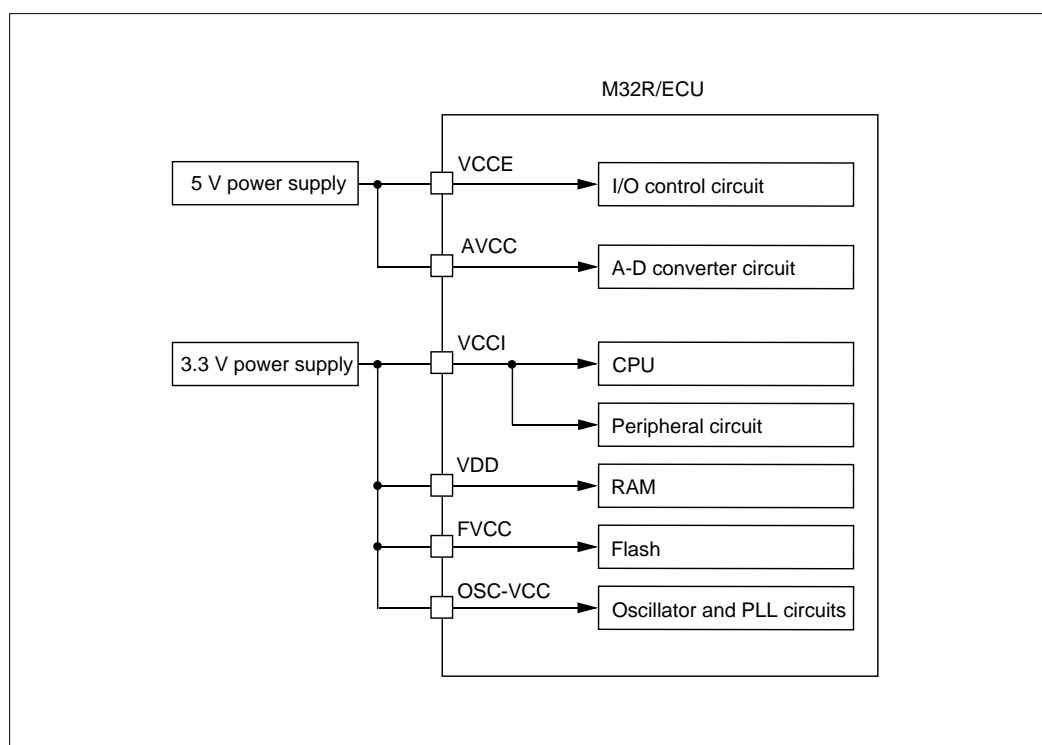 M32R/ECU
5 V power supply
VCCE
I/O control circuit
AVCC
A-D converter circuit
3.3 V power supply
VCCI
CPU
Peripheral circuit
VDD
RAM
FVCC
Flash
OSC-VCC
Oscillator and PLL circuits